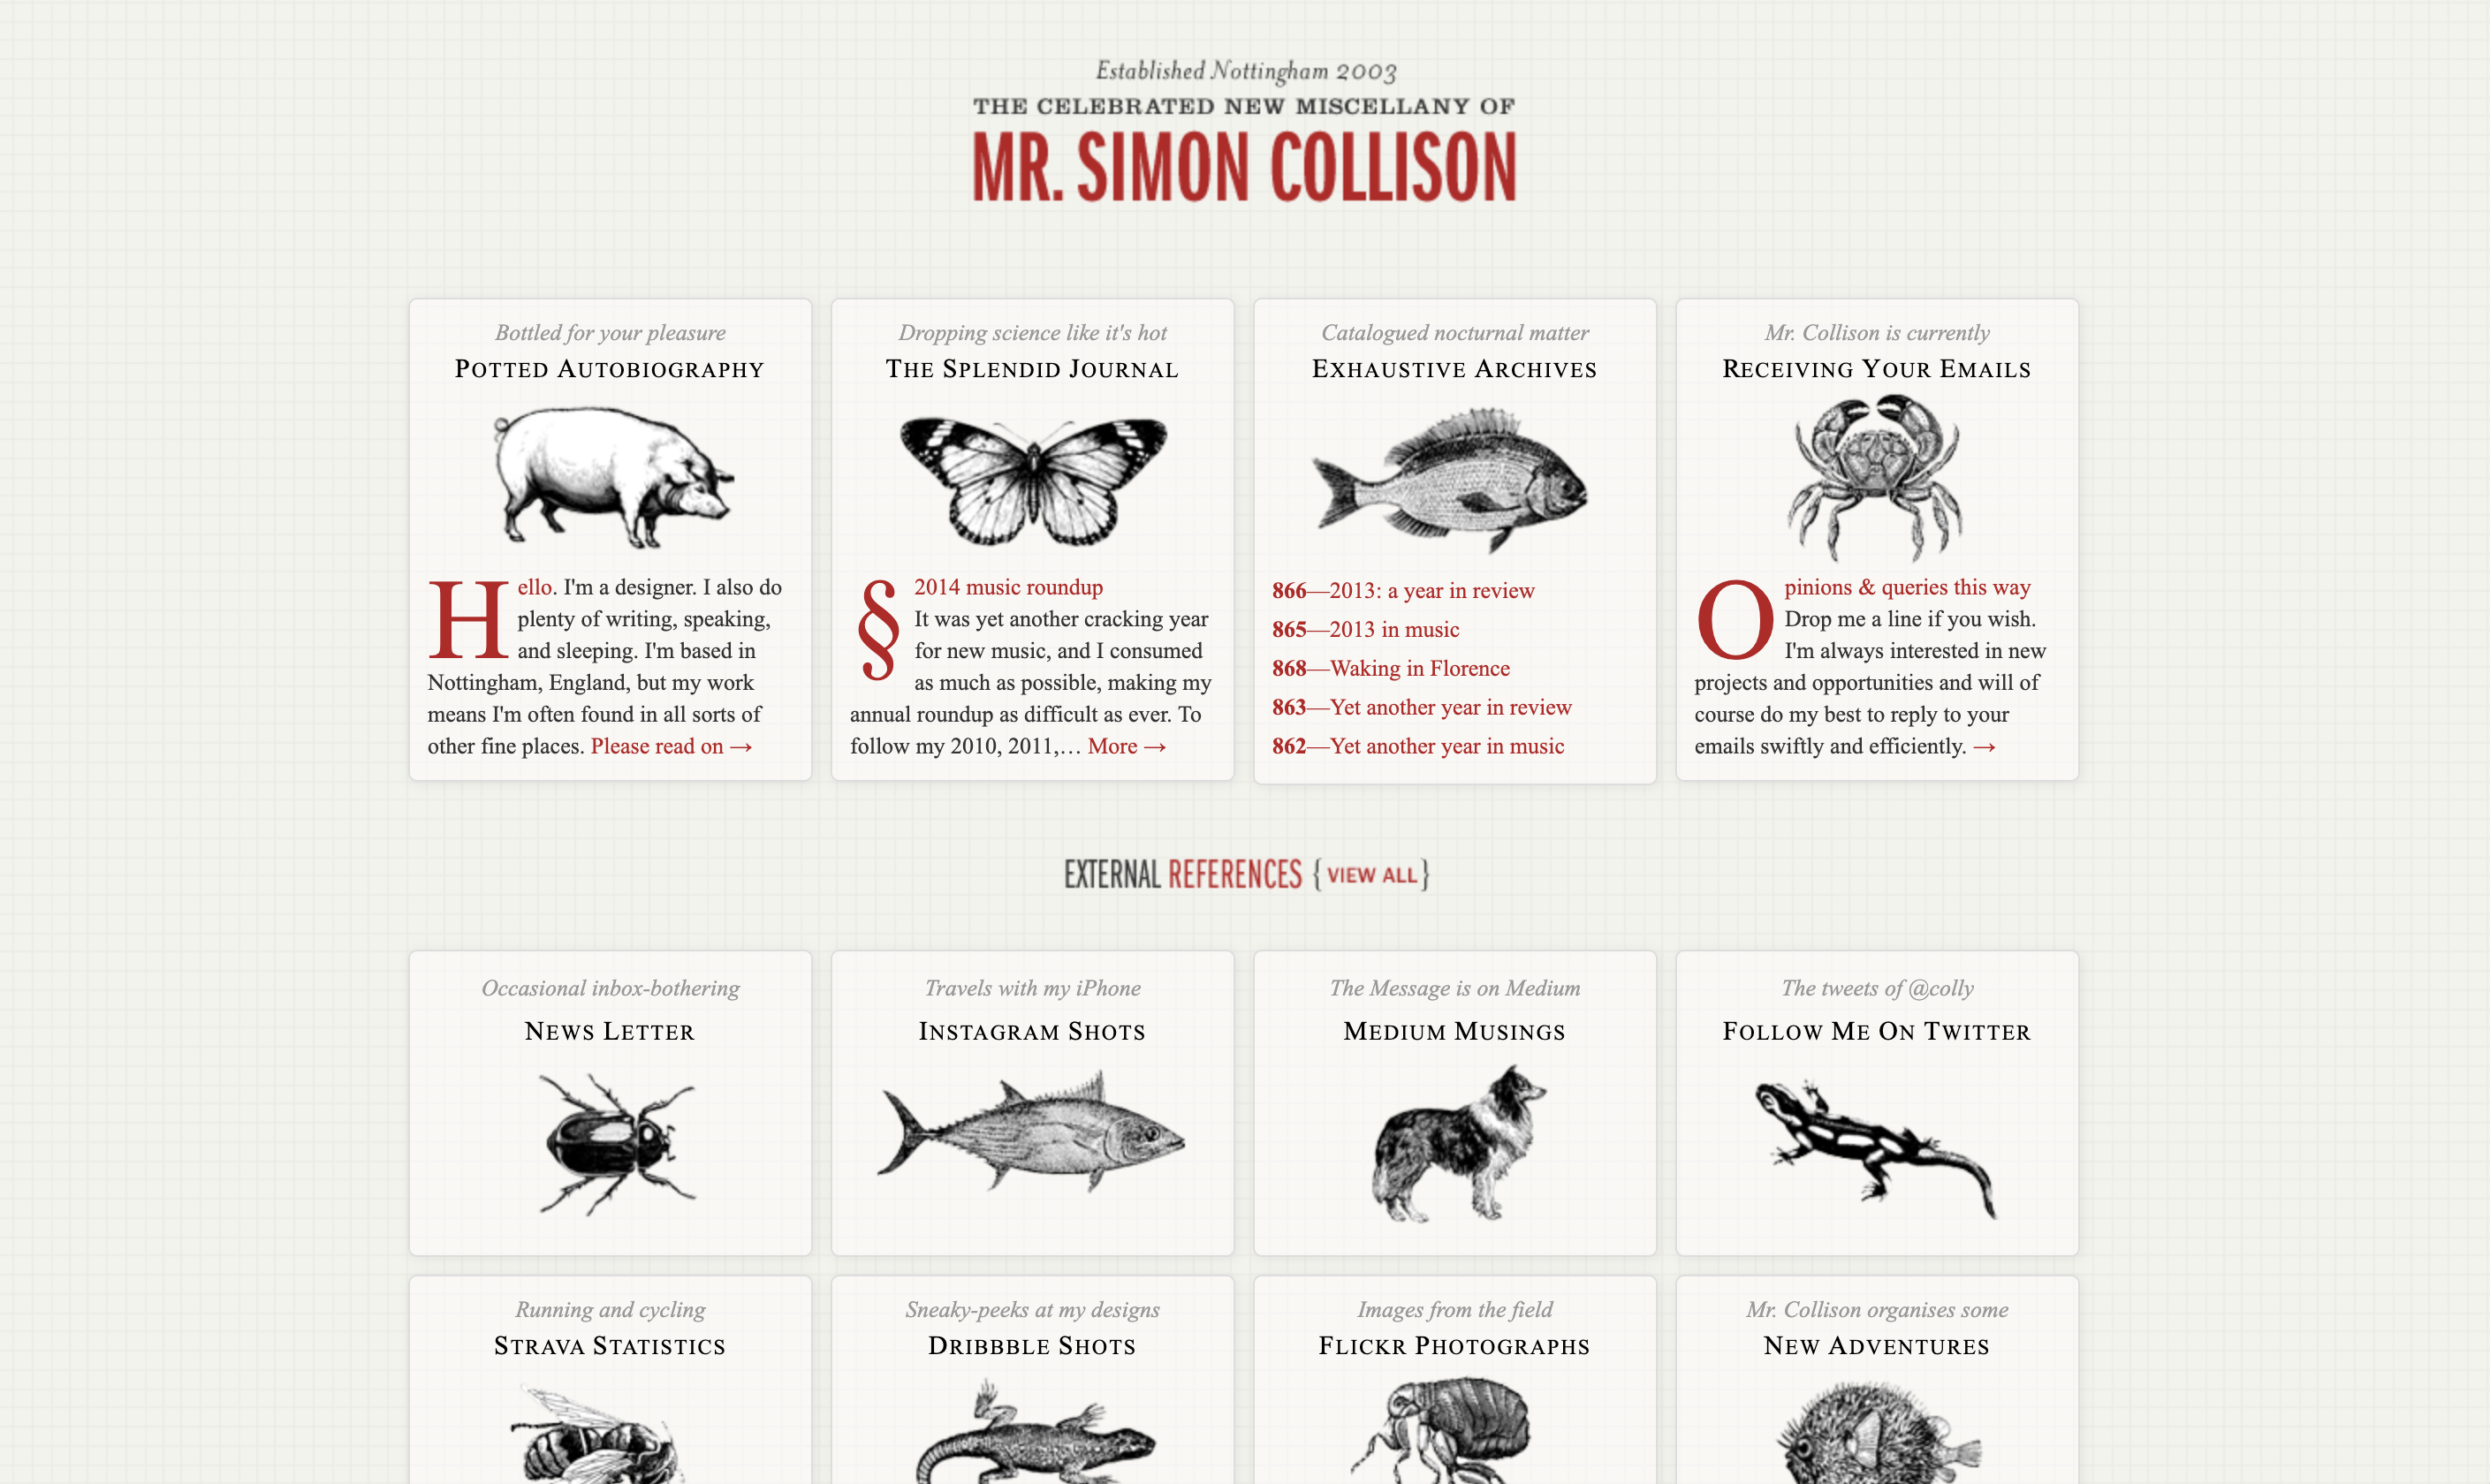 Established Nottingham 2003
THE CELEBRATED NEW MISCELLANY OF
MR. SIMON COLLISON
Bottled for your pleasure
POTTED AUTOBIOGRAPHY
Hello. I'm a designer. I also do
plenty of writing, speaking,
and sleeping. I'm based in
Nottingham, England, but my work
means I'm often found in all sorts of
other fine places. Please read on →
Dropping science like it's hot
THE SPLENDID JOURNAL
§ 2014 music roundup
It was yet another cracking year
for new music, and I consumed
as much as possible, making my
annual roundup as difficult as ever. To
follow my 2010, 2011,… More →
Catalogued nocturnal matter
EXHAUSTIVE ARCHIVES
866—2013: a year in review
865—2013 in music
868—Waking in Florence
863—Yet another year in review
862—Yet another year in music
Mr. Collison is currently
RECEIVING YOUR EMAILS
Opinions & queries this way
Drop me a line if you wish.
I'm always interested in new
projects and opportunities and will of
course do my best to reply to your
emails swiftly and efficiently. →
EXTERNAL REFERENCES {VIEW ALL}
Occasional inbox-bothering
NEWS LETTER
Travels with my iPhone
INSTAGRAM SHOTS
The Message is on Medium
MEDIUM MUSINGS
The tweets of @colly
FOLLOW ME ON TWITTER
Running and cycling
STRAVA STATISTICS
Sneaky-peeks at my designs
DRIBBBLE SHOTS
Images from the field
FLICKR PHOTOGRAPHS
Mr. Collison organises some
NEW ADVENTURES